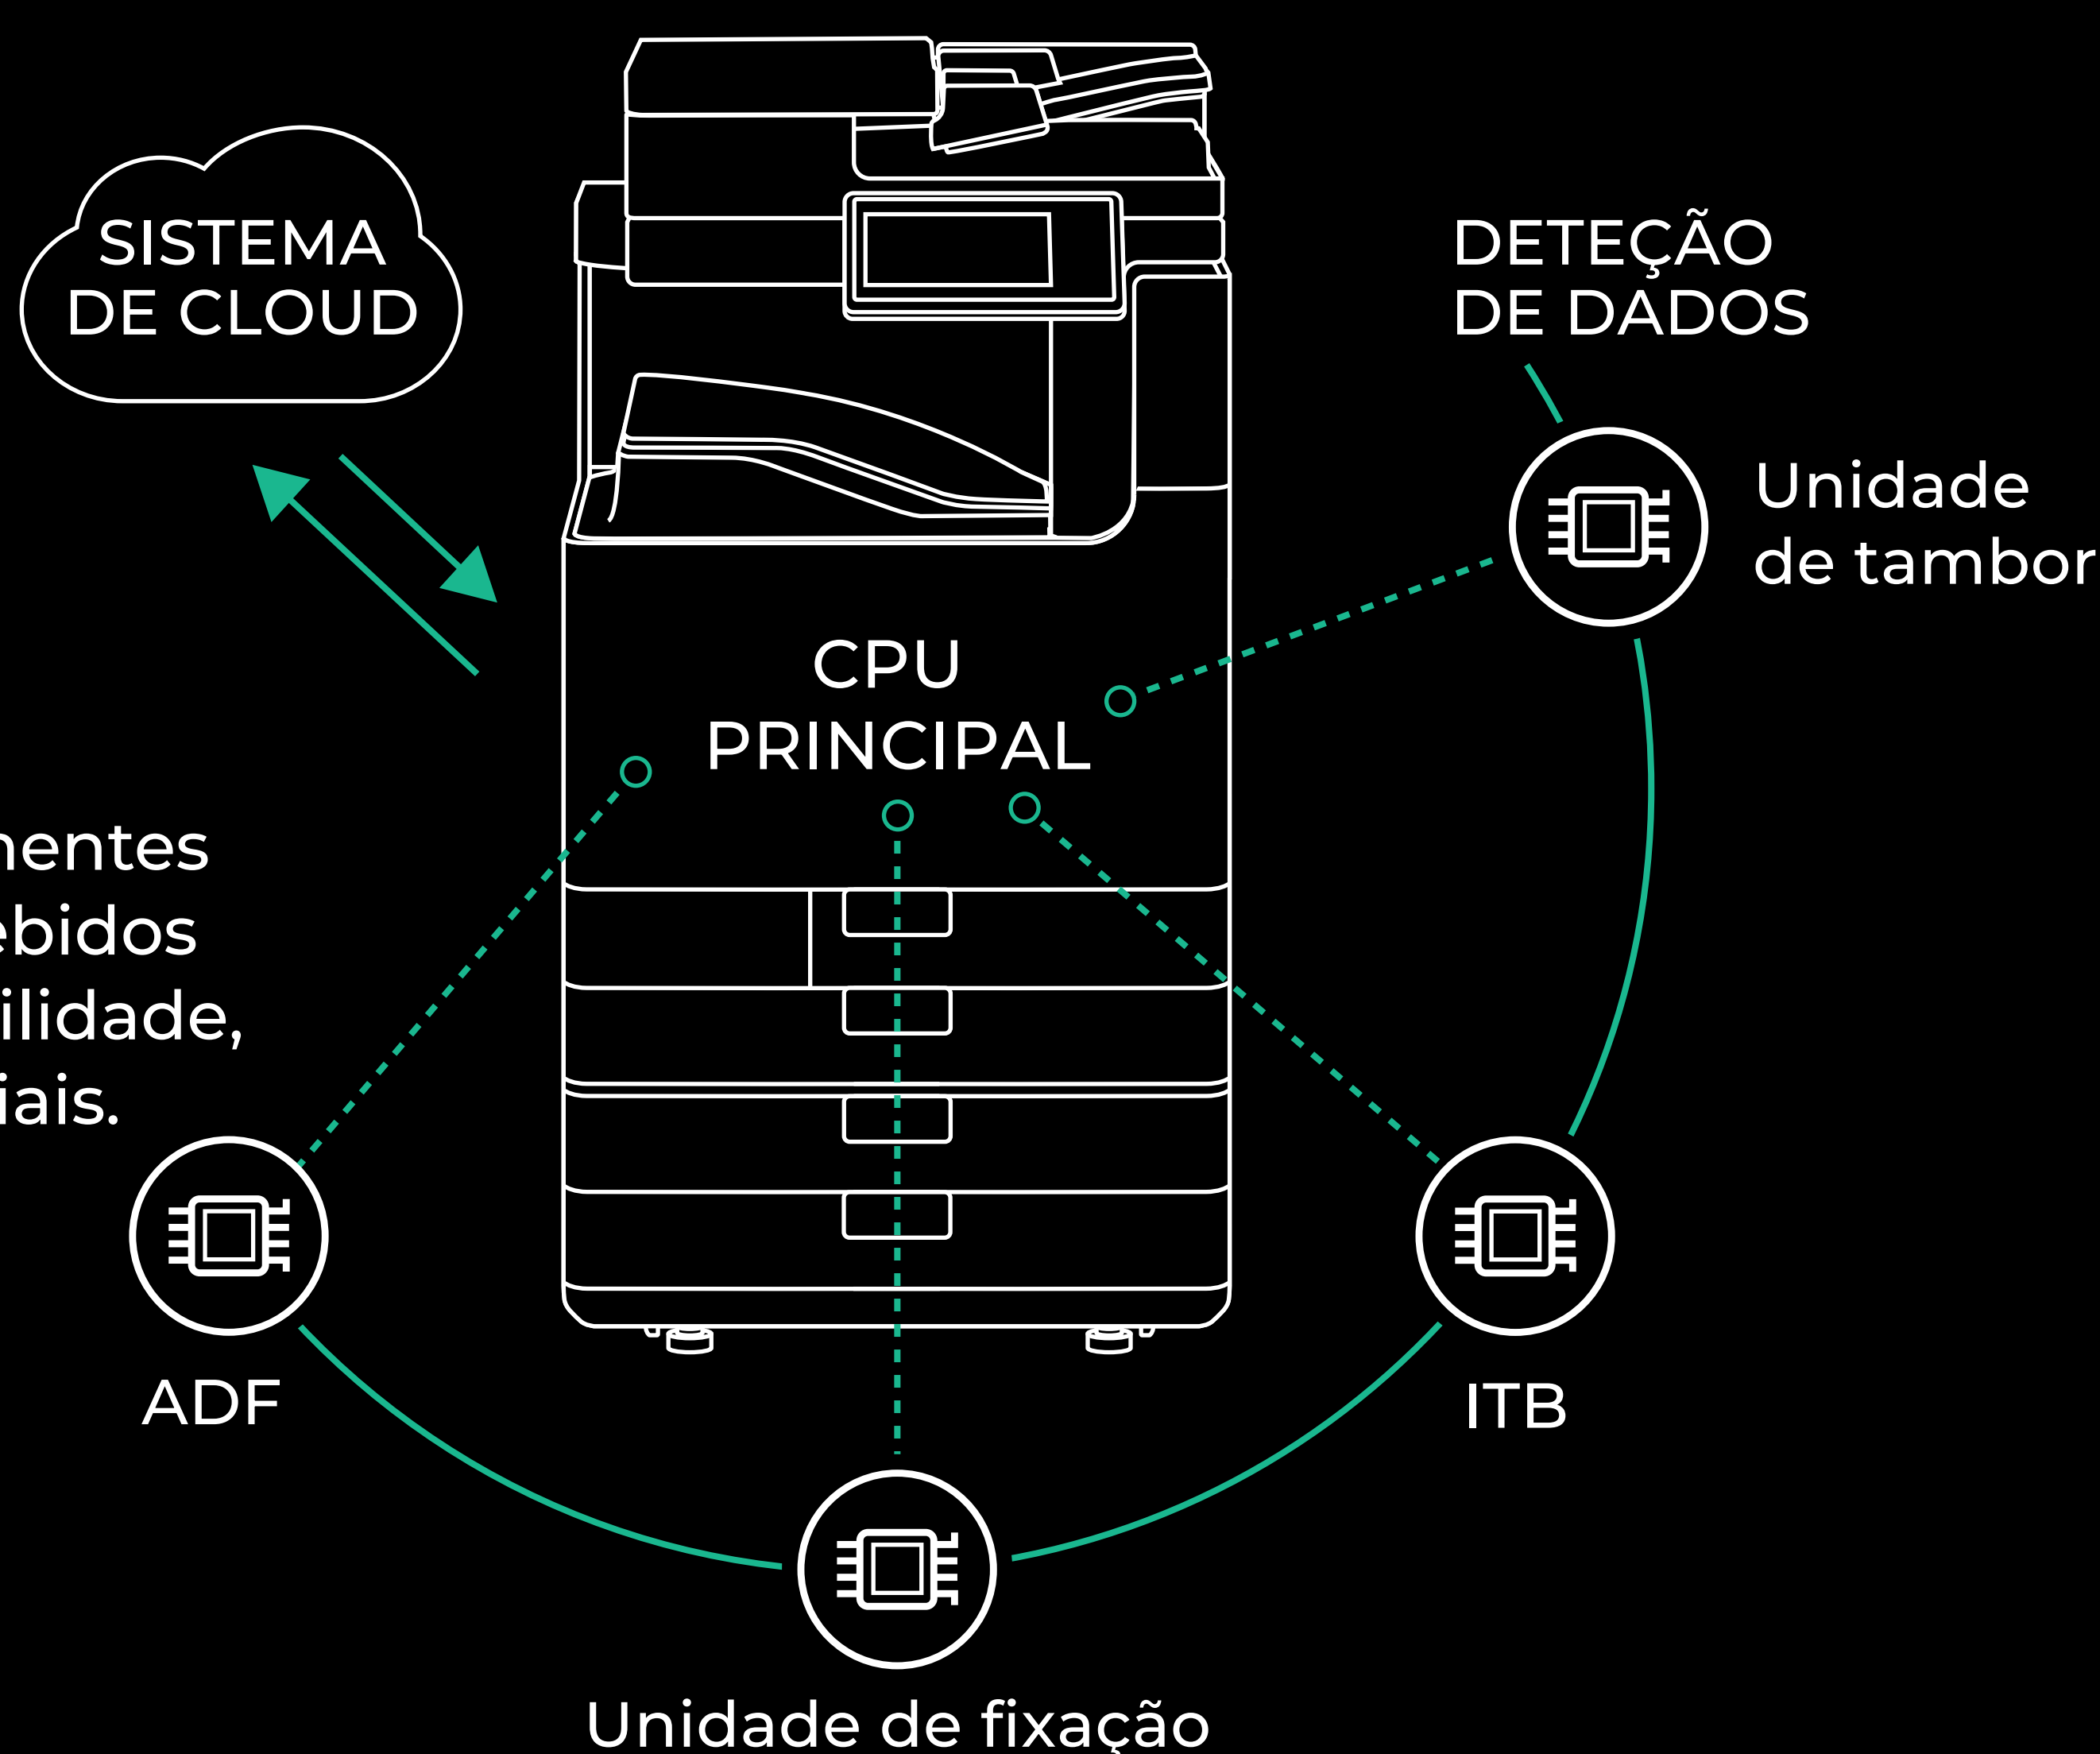 SISTEMA
DE CLOUD
DETEÇÃO
DE DADOS
Unidade
de tambor
CPU
PRINCIPAL
ADF
ITB
Unidade de fixação